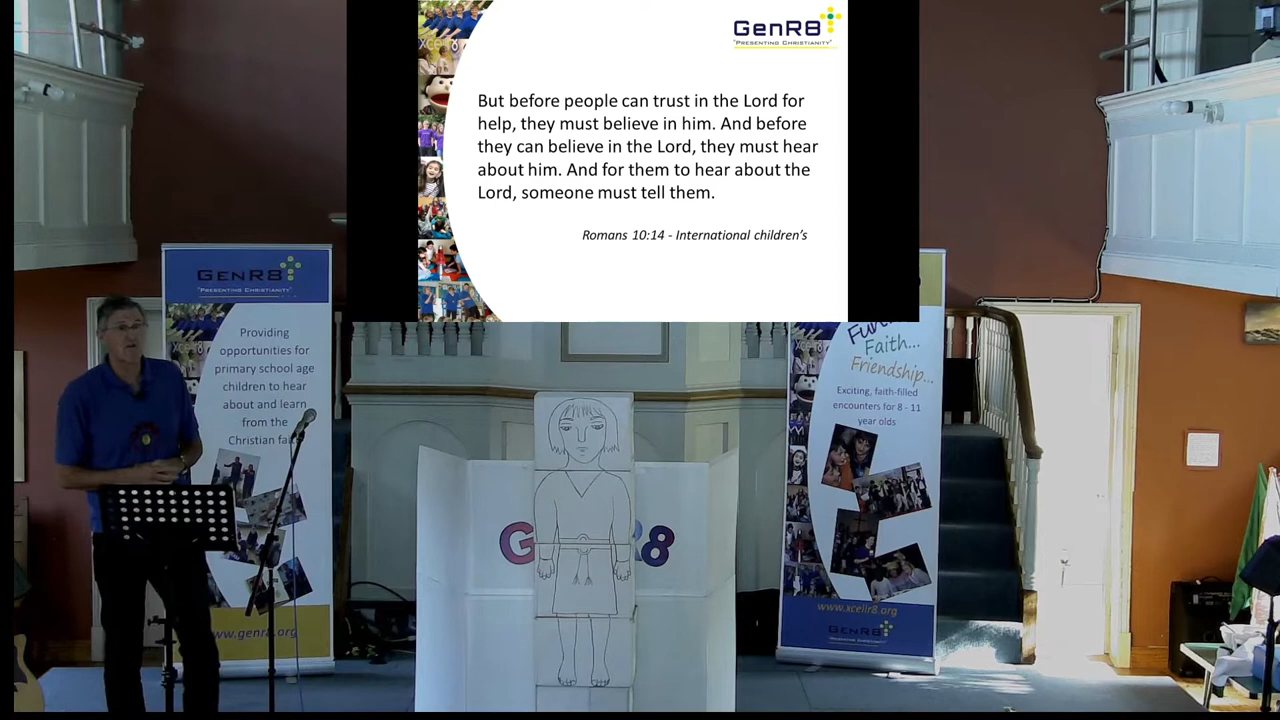 GenR8
"Presenting Christianity"
But before people can trust in the Lord for
help, they must believe in him. And before
they can believe in the Lord, they must hear
about him. And for them to hear about the
Lord, someone must tell them.
Romans 10:14 - International children's
XCELLR8
GenR8
"Presenting Christianity"
Providing
opportunities for
primary school age
children to hear
about and learn
from the
Christian
www.genr8.org
G R8
Faith...
Friendship...
Exciting, faith-filled
encounters for 8 - 11
year olds
www.xcellr8.org
GenR8